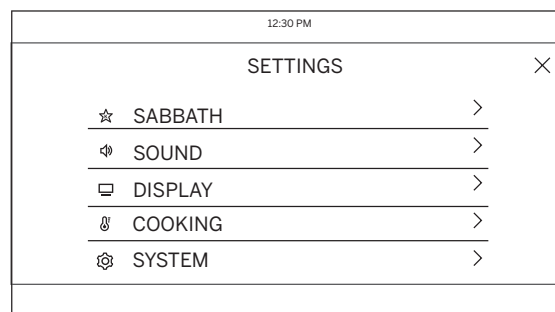 12:30 PM
SETTINGS
SABBATH
SOUND
DISPLAY
COOKING
SYSTEM